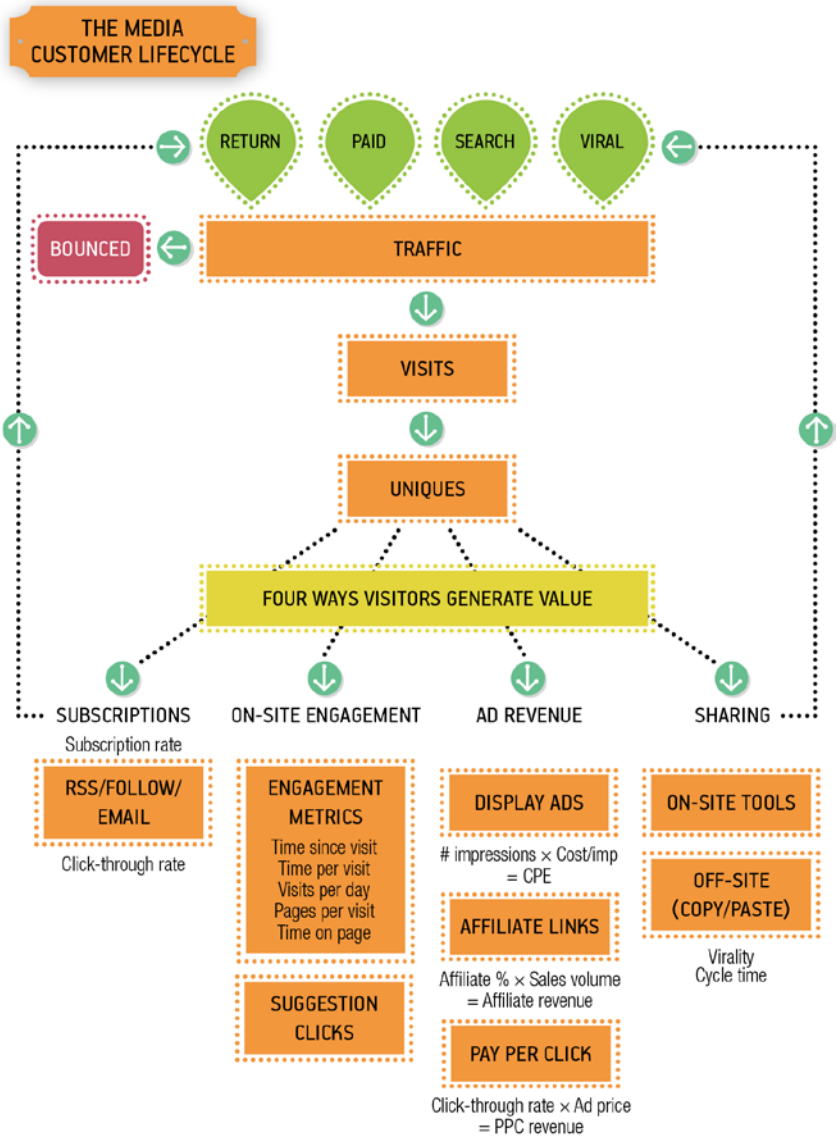 THE MEDIA
CUSTOMER LIFECYCLE
RETURN
PAID
SEARCH
VIRAL
BOUNCED
TRAFFIC
VISITS
UNIQUES
FOUR WAYS VISITORS GENERATE VALUE
SUBSCRIPTIONS
Subscription rate
RSS/FOLLOW/
EMAIL
Click-through rate
ON-SITE ENGAGEMENT
ENGAGEMENT
METRICS
Time since visit
Time per visit
Visits per day
Pages per visit
Time on page
SUGGESTION
CLICKS
AD REVENUE
DISPLAY ADS
# impressions × Cost/imp
= CPE
AFFILIATE LINKS
Affiliate % × Sales volume
= Affiliate revenue
PAY PER CLICK
Click-through rate × Ad price
= PPC revenue
SHARING
ON-SITE TOOLS
OFF-SITE
(COPY/PASTE)
Virality
Cycle time